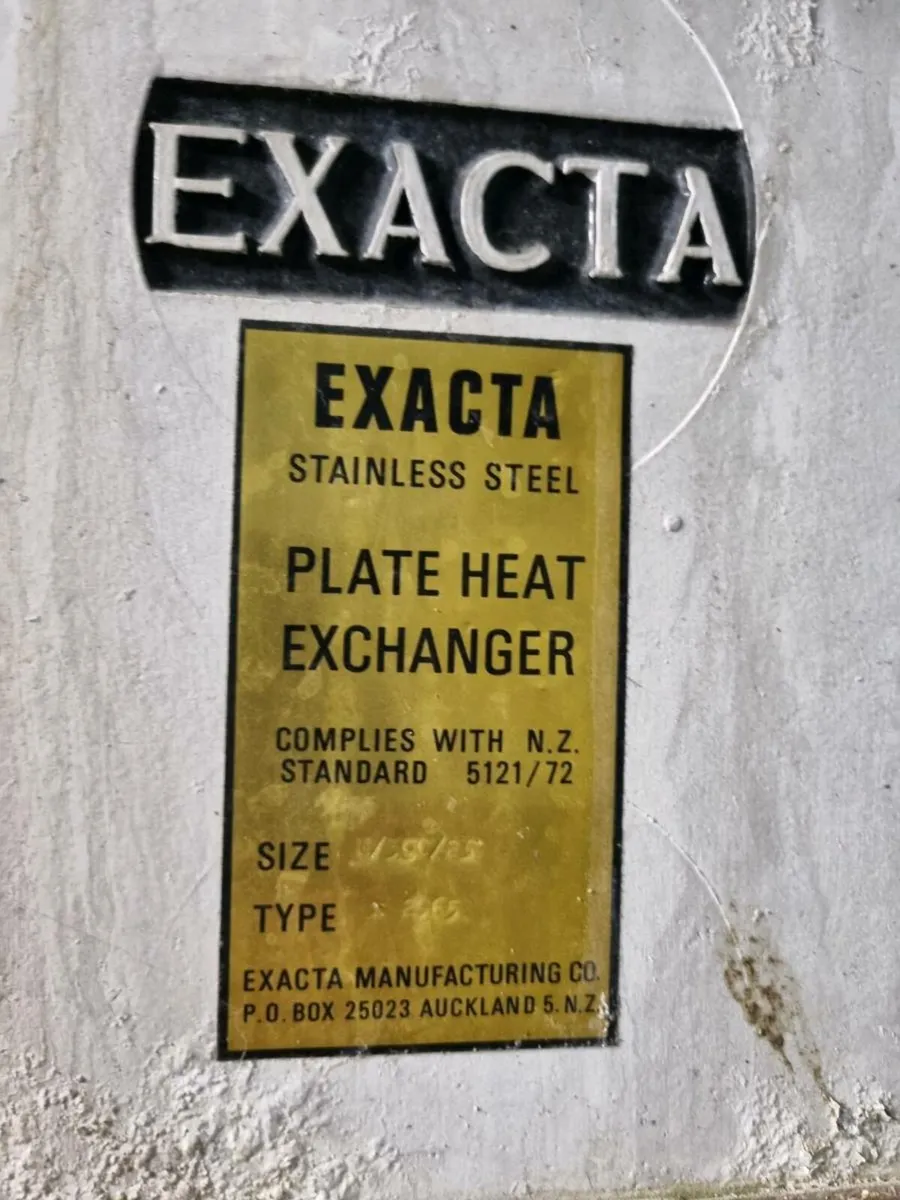 EXACTA
EXACTA
STAINLESS STEEL
PLATE HEAT
EXCHANGER
COMPLIES WITH N.Z.
STANDARD 5121/72
SIZE
TYPE
EXACTA MANUFACTURING CO.
P.O. BOX 25023 AUCKLAND 5. N.Z.